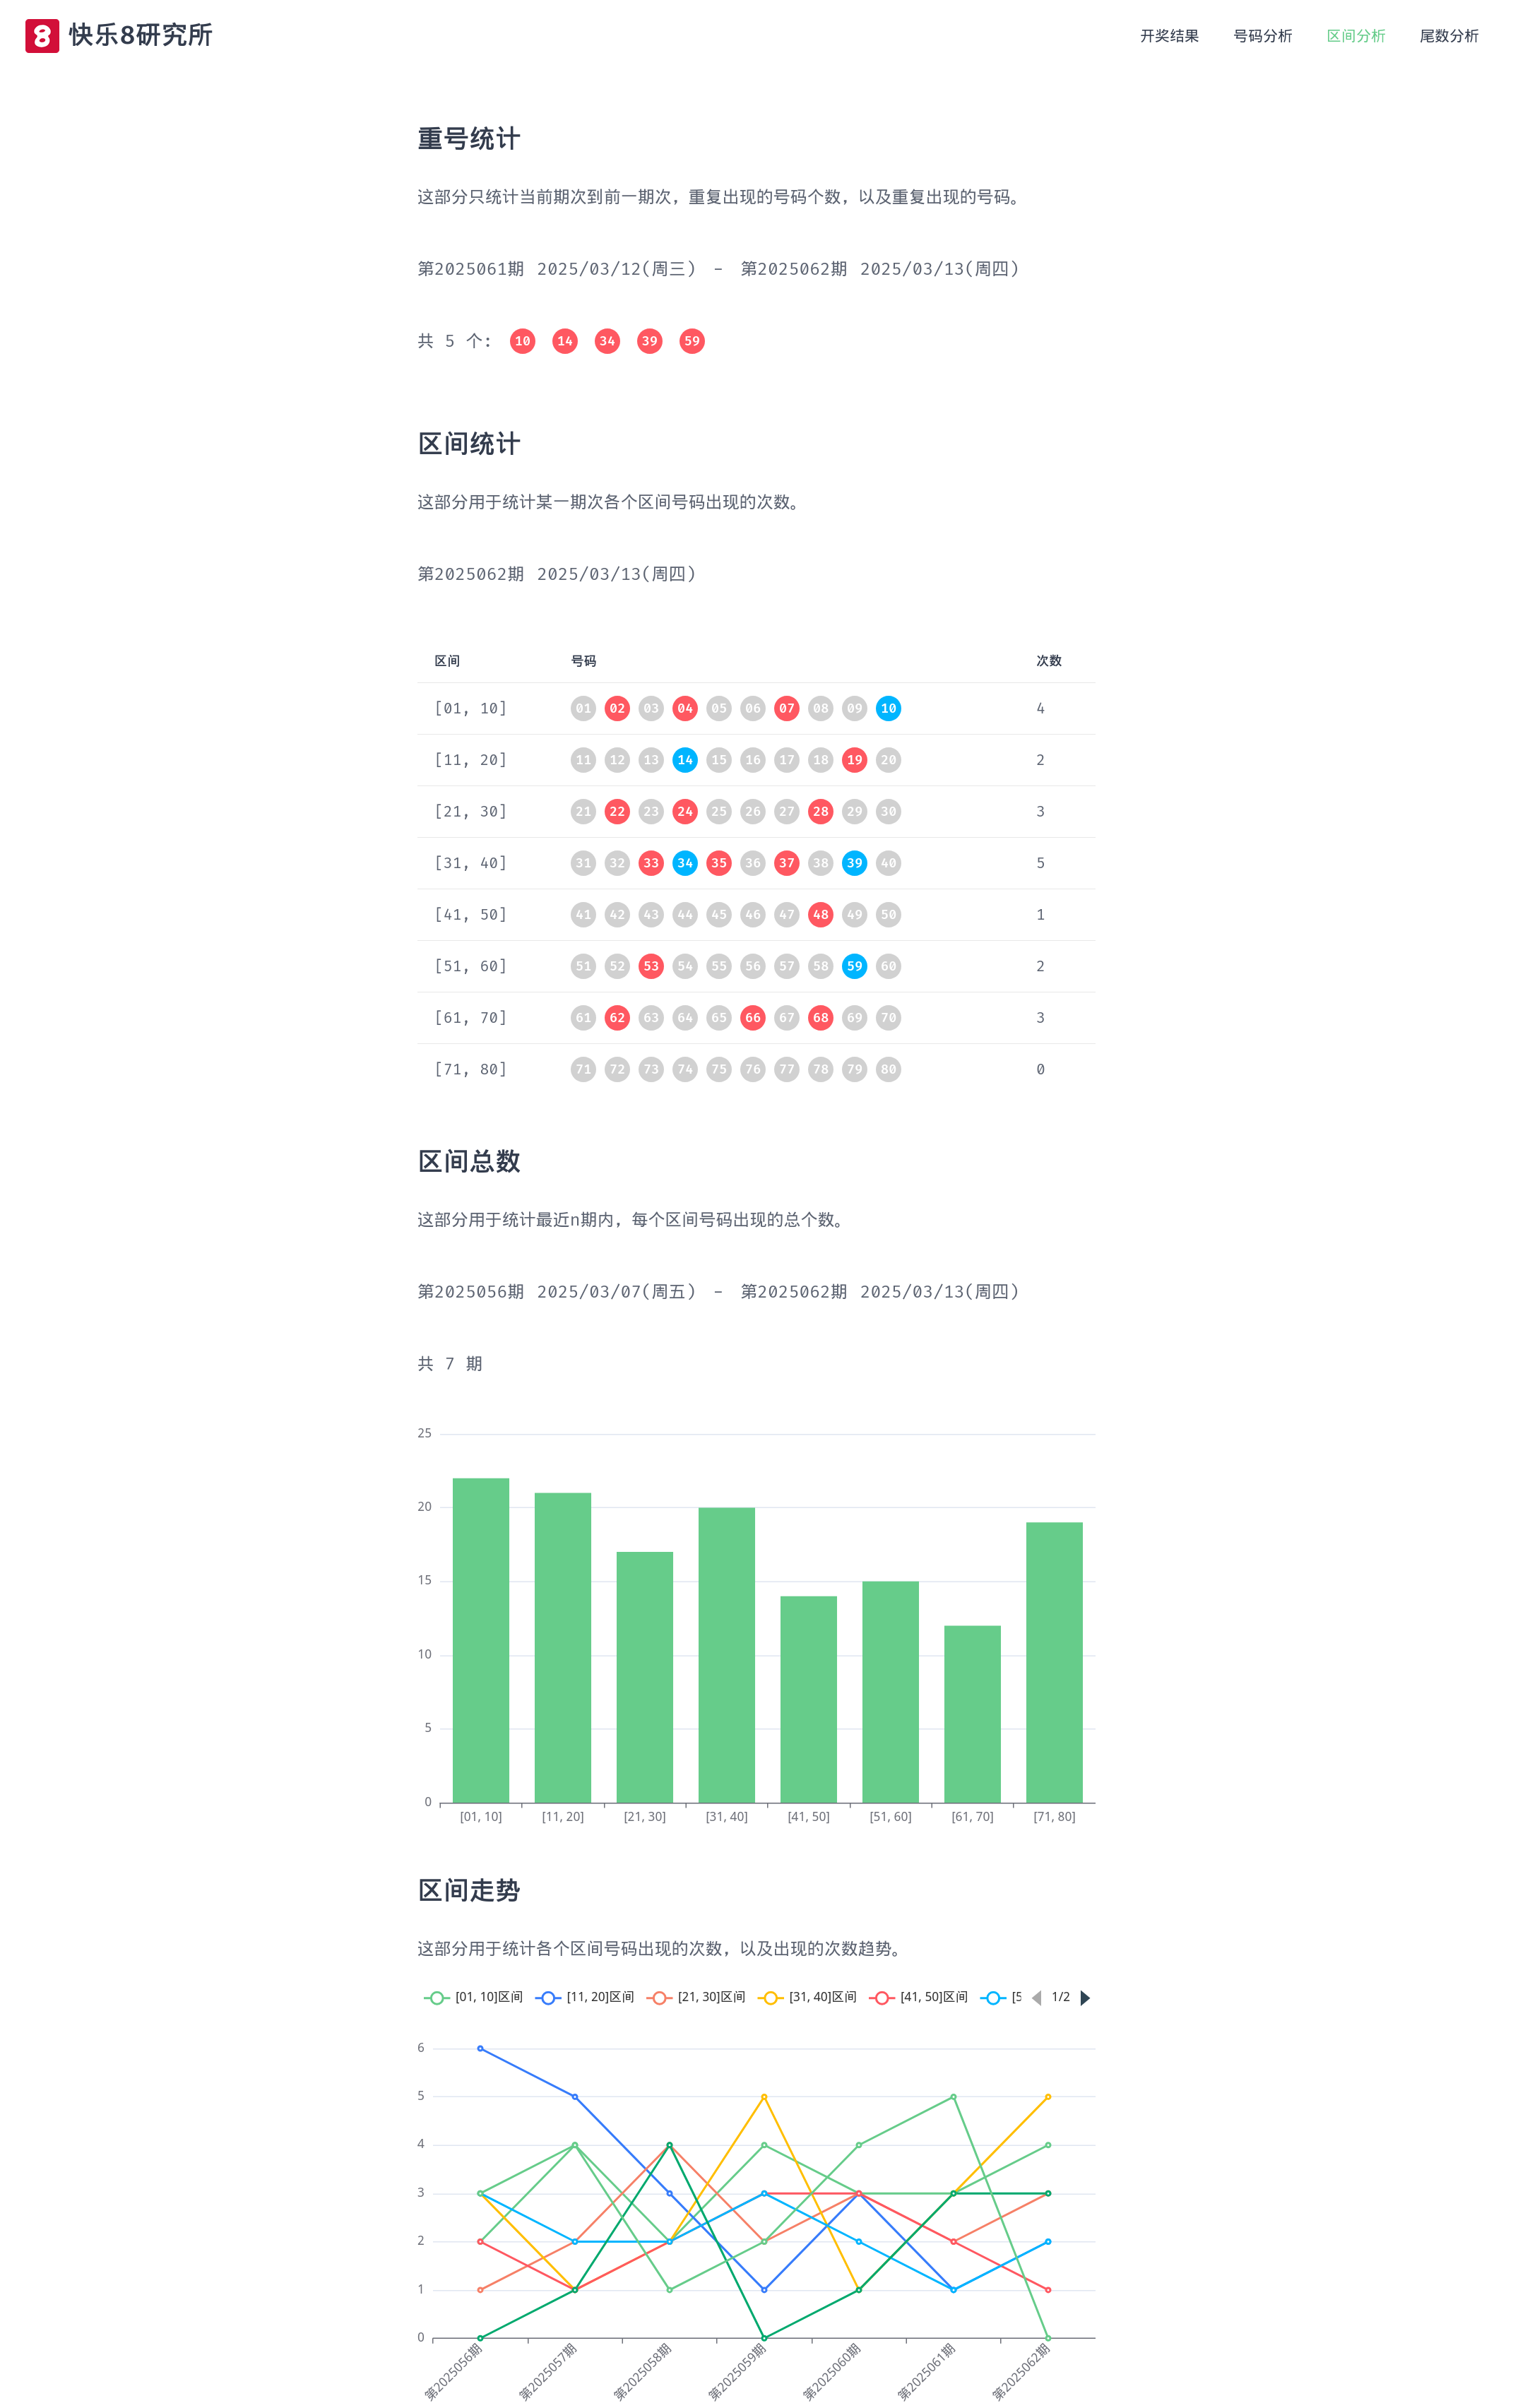 8 快乐8研究所 开奖结果 号码分析 区间分析 尾数分析
重号统计
这部分只统计当前期次到前一期次，重复出现的号码个数，以及重复出现的号码。
第2025061期 2025/03/12(周三) - 第2025062期 2025/03/13(周四)
共 5 个: 10 14 34 39 59
区间统计
这部分用于统计某一期次各个区间号码出现的次数。
第2025062期 2025/03/13(周四)
区间 号码 次数
[01, 10] 01 02 03 04 05 06 07 08 09 10 4
[11, 20] 11 12 13 14 15 16 17 18 19 20 2
[21, 30] 21 22 23 24 25 26 27 28 29 30 3
[31, 40] 31 32 33 34 35 36 37 38 39 40 5
[41, 50] 41 42 43 44 45 46 47 48 49 50 1
[51, 60] 51 52 53 54 55 56 57 58 59 60 2
[61, 70] 61 62 63 64 65 66 67 68 69 70 3
[71, 80] 71 72 73 74 75 76 77 78 79 80 0
区间总数
这部分用于统计最近n期内，每个区间号码出现的总个数。
第2025056期 2025/03/07(周五) - 第2025062期 2025/03/13(周四)
共 7 期
25
20
15
10
5
0
[01, 10] [11, 20] [21, 30] [31, 40] [41, 50] [51, 60] [61, 70] [71, 80]
区间走势
这部分用于统计各个区间号码出现的次数，以及出现的次数趋势。
[01, 10]区间 [11, 20]区间 [21, 30]区间 [31, 40]区间 [41, 50]区间 [5 1/2
6
5
4
3
2
1
0
第2025056期 第2025057期 第2025058期 第2025059期 第2025060期 第2025061期 第2025062期